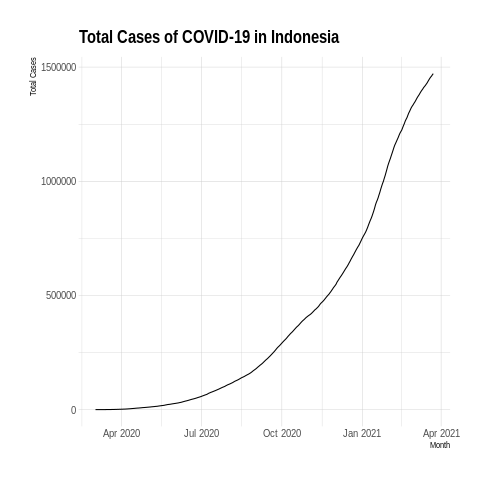 Total Cases of COVID-19 in Indonesia
Total Cases
1500000
1000000
500000
0
Apr 2020 Jul 2020 Oct 2020 Jan 2021 Apr 2021
Month